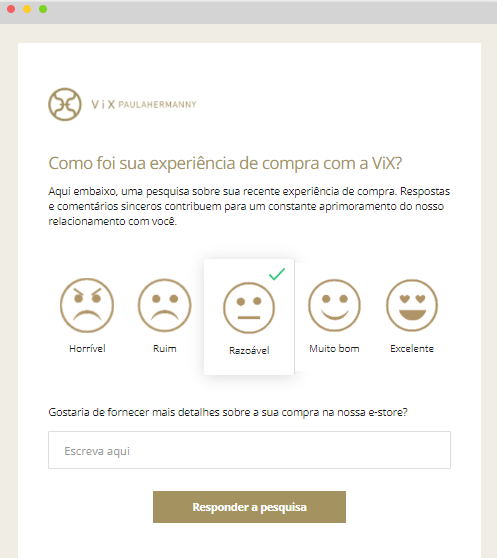 ViX PAULAHERMANNY
Como foi sua experiência de compra com a ViX?
Aqui embaixo, uma pesquisa sobre sua recente experiência de compra. Respostas
e comentários sinceros contribuem para um constante aprimoramento do nosso
relacionamento com você.
Horrível Ruim Razoável Muito bom Excelente
Gostaria de fornecer mais detalhes sobre a sua compra na nossa e-store?
Escreva aqui
Responder a pesquisa